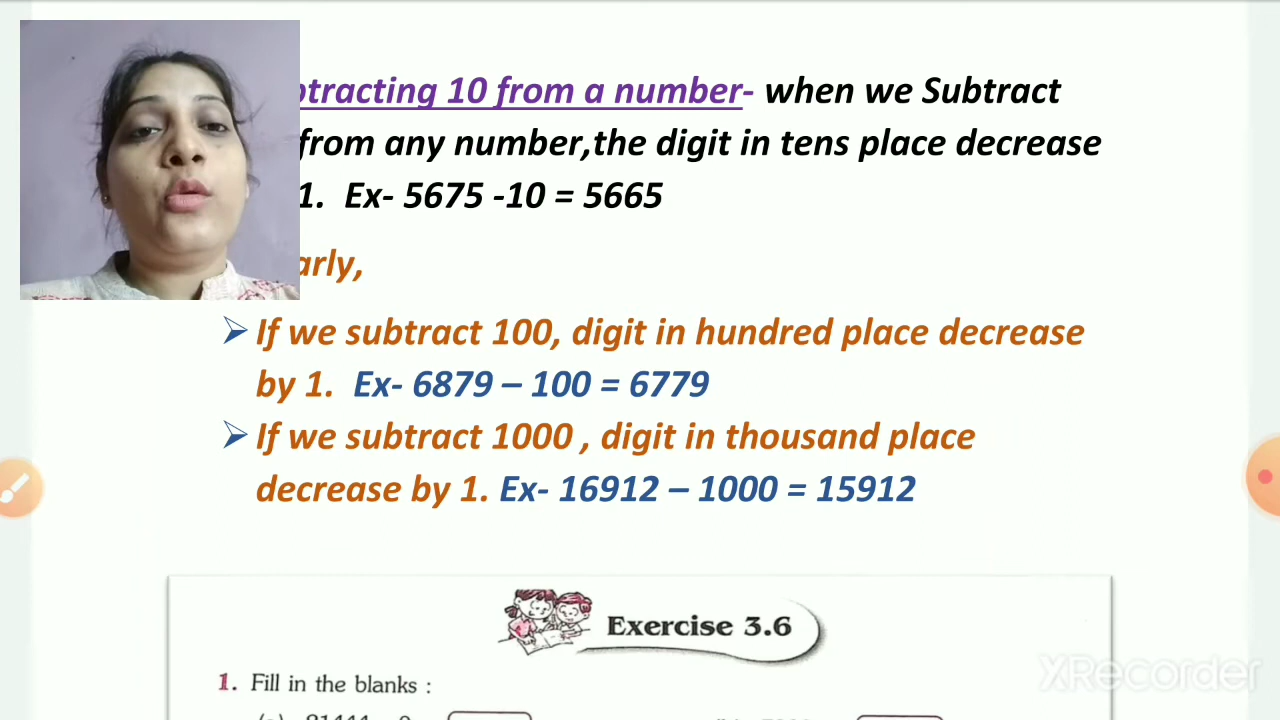 btracting 10 from a number- when we Subtract
from any number,the digit in tens place decrease
1. Ex- 5675 -10 = 5665
arly,
If we subtract 100, digit in hundred place decrease
by 1. Ex- 6879 – 100 = 6779
If we subtract 1000 , digit in thousand place
decrease by 1. Ex- 16912 – 1000 = 15912
Exercise 3.6
1. Fill in the blanks :
XRecorder